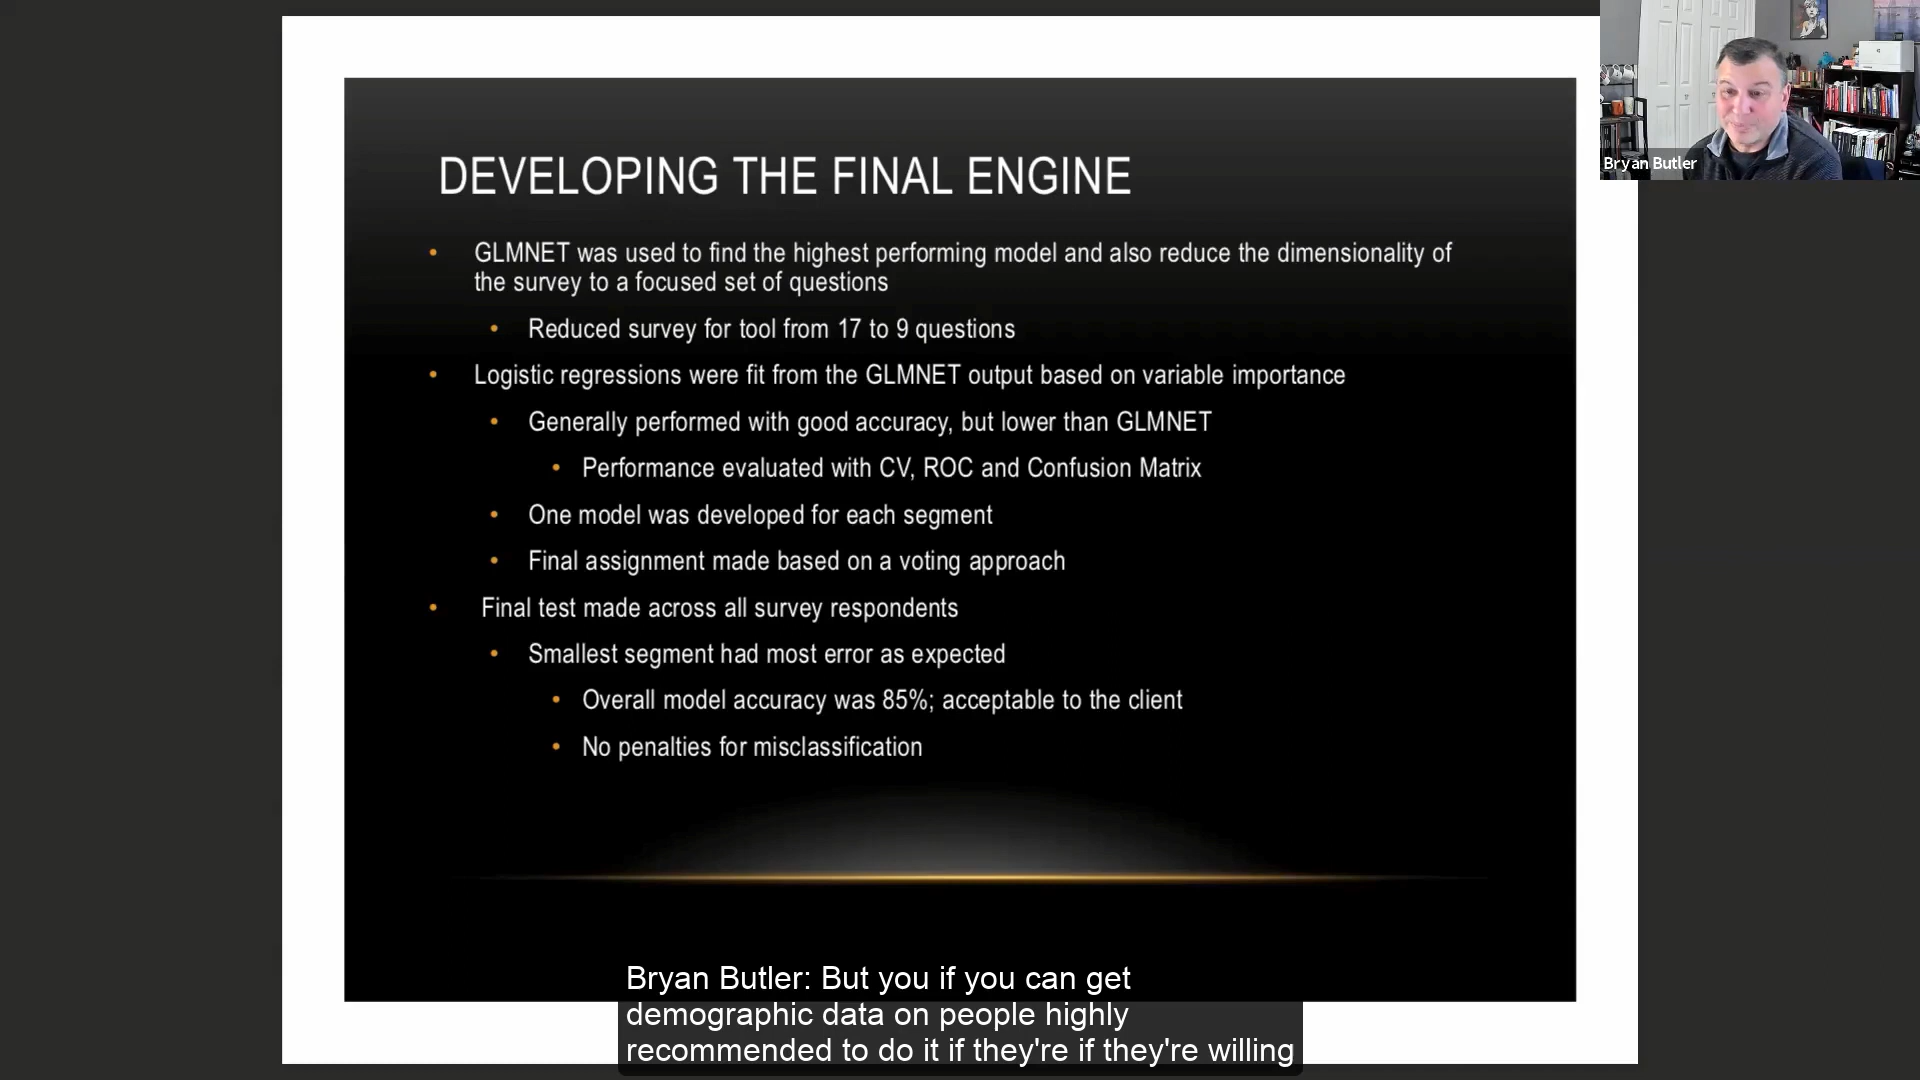 DEVELOPING THE FINAL ENGINE
• GLMNET was used to find the highest performing model and also reduce the dimensionality of
the survey to a focused set of questions
• Reduced survey for tool from 17 to 9 questions
• Logistic regressions were fit from the GLMNET output based on variable importance
• Generally performed with good accuracy, but lower than GLMNET
• Performance evaluated with CV, ROC and Confusion Matrix
• One model was developed for each segment
• Final assignment made based on a voting approach
• Final test made across all survey respondents
• Smallest segment had most error as expected
• Overall model accuracy was 85%; acceptable to the client
• No penalties for misclassification
Bryan Butler
Bryan Butler: But you if you can get
demographic data on people highly
recommended to do it if they're if they're willing